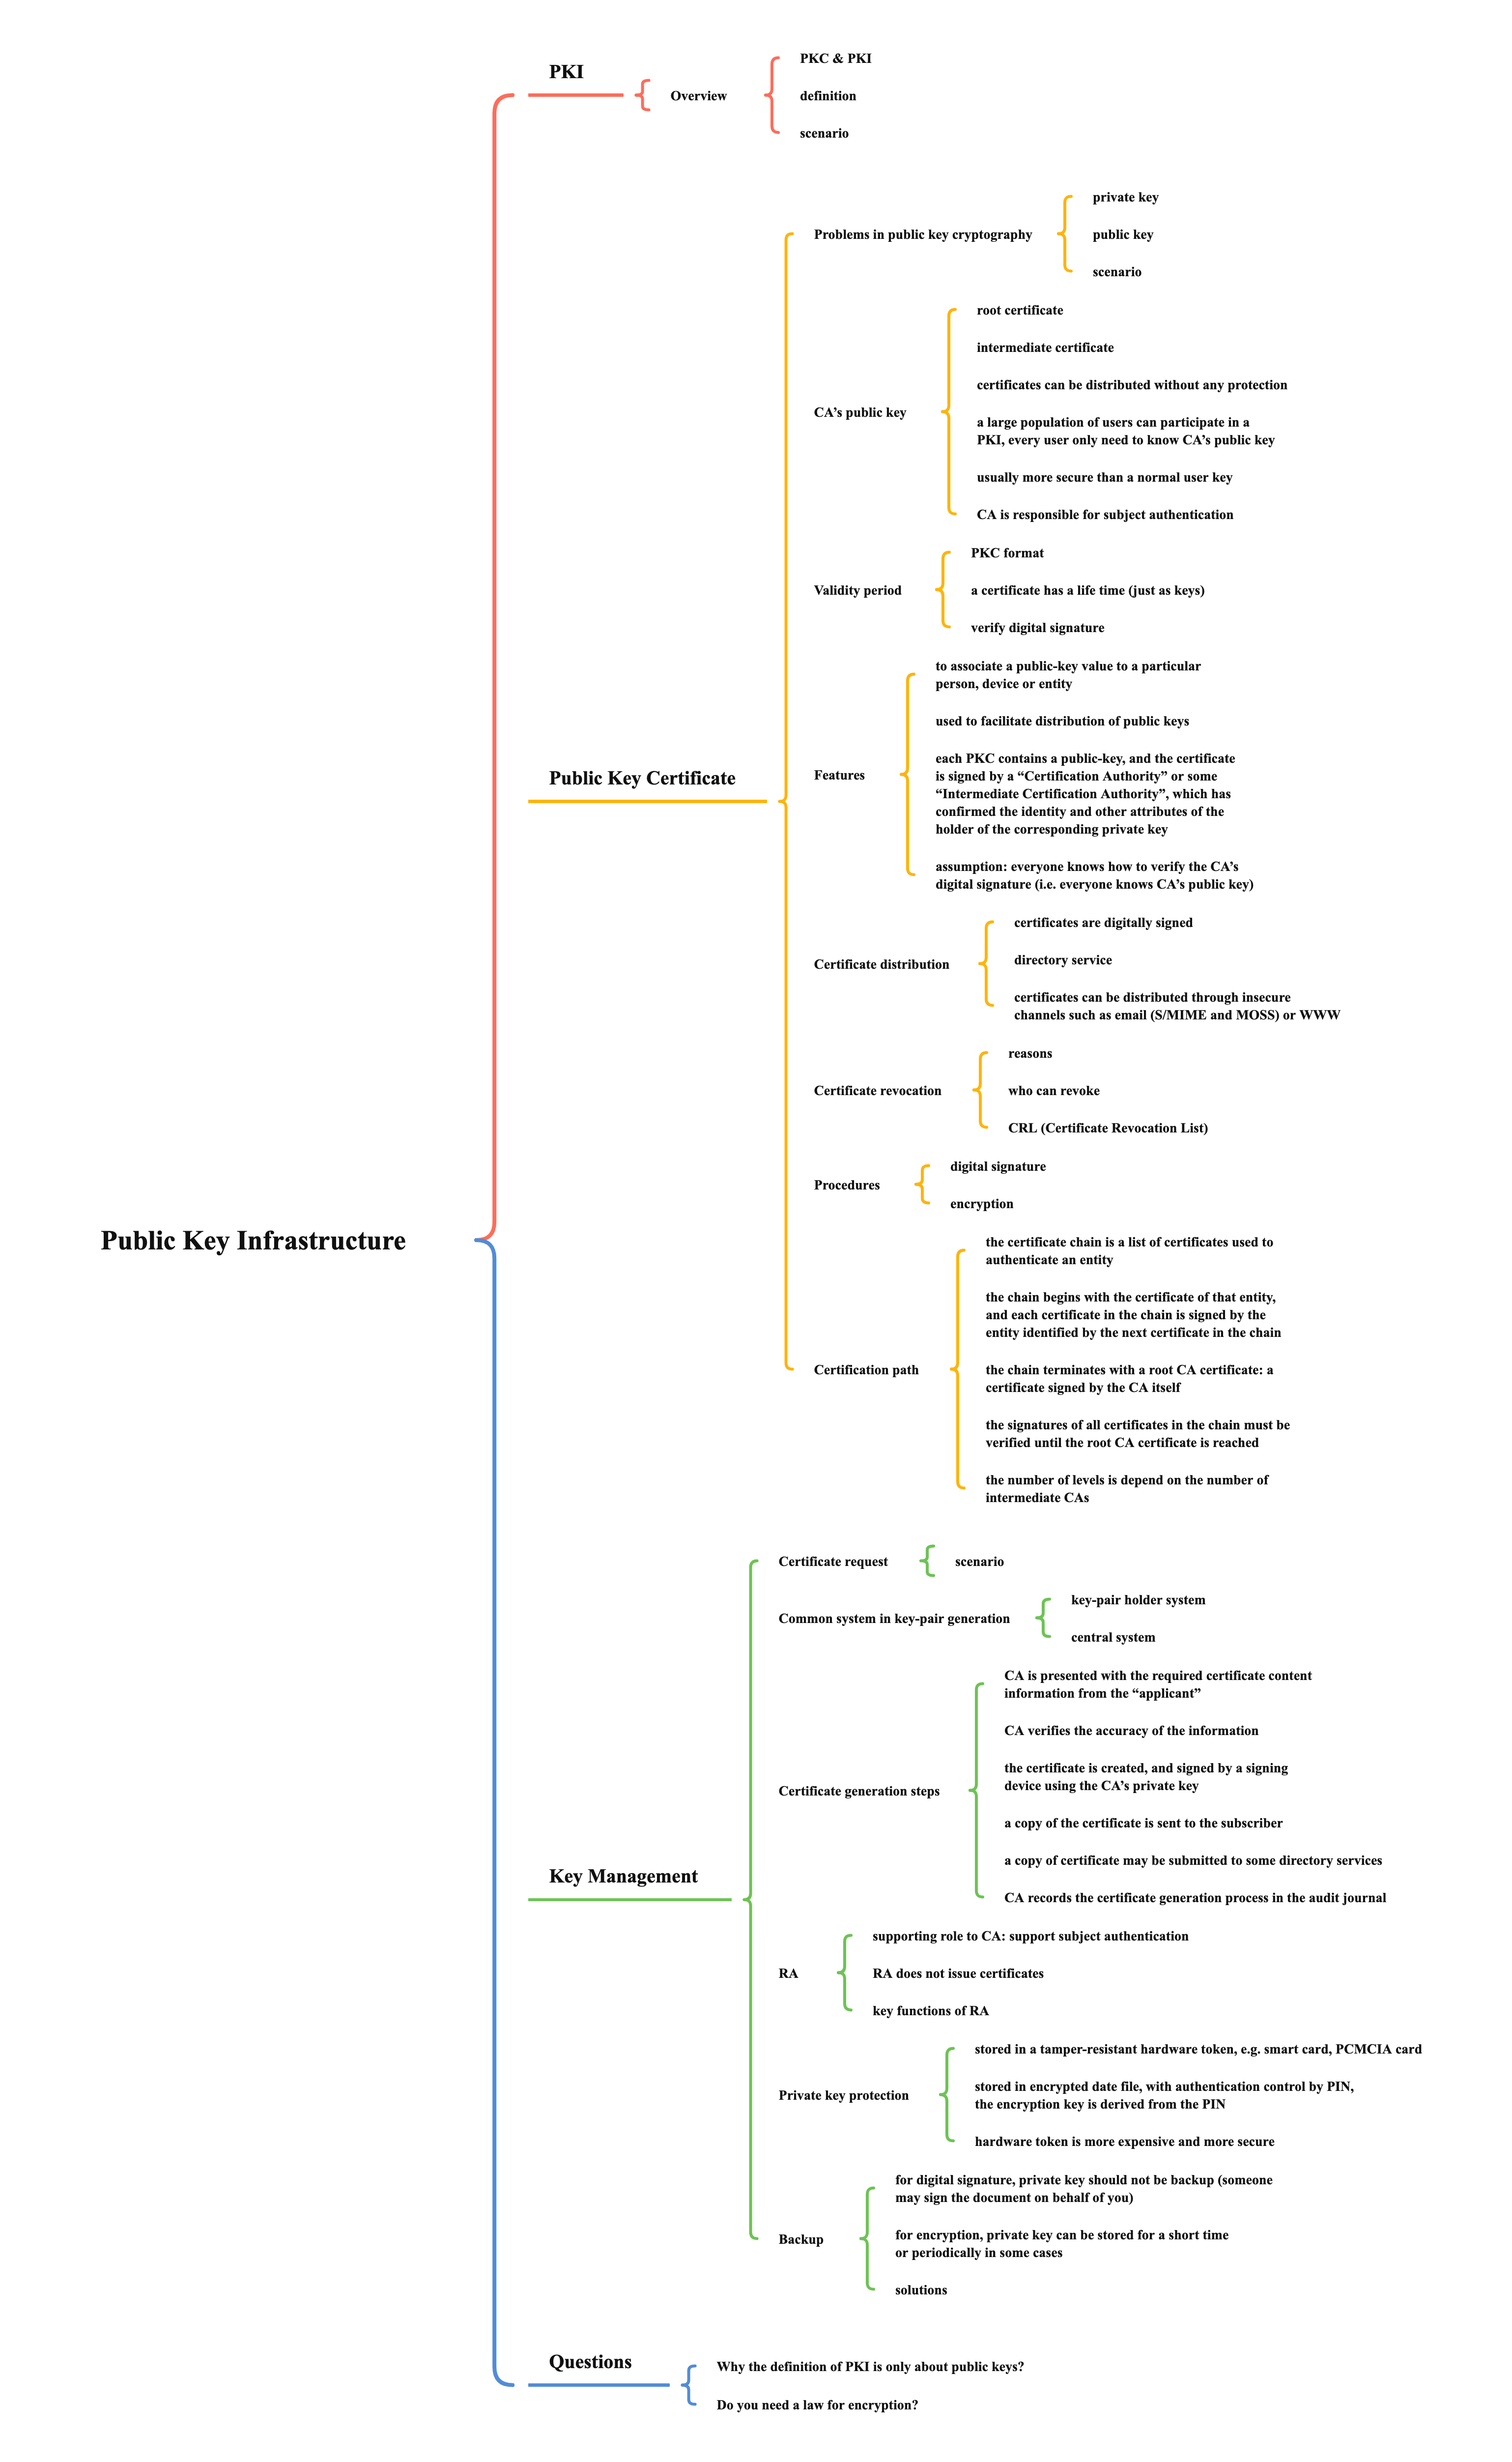 PKI
Overview
PKC & PKI
definition
scenario
Public Key Certificate
Problems in public key cryptography
private key
public key
scenario
CA’s public key
root certificate
intermediate certificate
certificates can be distributed without any protection
a large population of users can participate in a
PKI, every user only need to know CA’s public key
usually more secure than a normal user key
CA is responsible for subject authentication
Validity period
PKC format
a certificate has a life time (just as keys)
verify digital signature
Features
to associate a public-key value to a particular
person, device or entity
used to facilitate distribution of public keys
each PKC contains a public-key, and the certificate
is signed by a “Certification Authority” or some
“Intermediate Certification Authority”, which has
confirmed the identity and other attributes of the
holder of the corresponding private key
assumption: everyone knows how to verify the CA’s
digital signature (i.e. everyone knows CA’s public key)
Certificate distribution
certificates are digitally signed
directory service
certificates can be distributed through insecure
channels such as email (S/MIME and MOSS) or WWW
Certificate revocation
reasons
who can revoke
CRL (Certificate Revocation List)
Procedures
digital signature
encryption
Public Key Infrastructure
Certification path
the certificate chain is a list of certificates used to
authenticate an entity
the chain begins with the certificate of that entity,
and each certificate in the chain is signed by the
entity identified by the next certificate in the chain
the chain terminates with a root CA certificate: a
certificate signed by the CA itself
the signatures of all certificates in the chain must be
verified until the root CA certificate is reached
the number of levels is depend on the number of
intermediate CAs
Key Management
Certificate request
scenario
Common system in key-pair generation
key-pair holder system
central system
Certificate generation steps
CA is presented with the required certificate content
information from the “applicant”
CA verifies the accuracy of the information
the certificate is created, and signed by a signing
device using the CA’s private key
a copy of the certificate is sent to the subscriber
a copy of certificate may be submitted to some directory services
CA records the certificate generation process in the audit journal
RA
supporting role to CA: support subject authentication
RA does not issue certificates
key functions of RA
Private key protection
stored in a tamper-resistant hardware token, e.g. smart card, PCMCIA card
stored in encrypted date file, with authentication control by PIN,
the encryption key is derived from the PIN
hardware token is more expensive and more secure
Backup
for digital signature, private key should not be backup (someone
may sign the document on behalf of you)
for encryption, private key can be stored for a short time
or periodically in some cases
solutions
Questions
Why the definition of PKI is only about public keys?
Do you need a law for encryption?